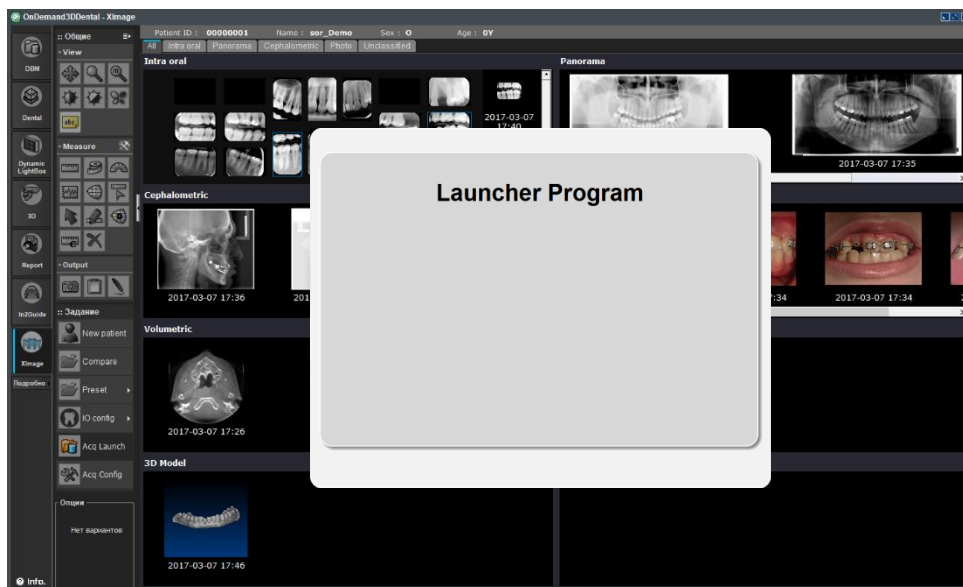 OnDemand3DDental - XImage
Patient ID : 00000001 Name : sor_Demo Sex : O Age : 0Y
All Intra oral Panorama Cephalometric Photo Unclassified
DBM
Dental
Dynamic
LightBox
3D
Report
In2Guide
XImage
Подробно
Info.
:: Общие
View
abc
Measure
Output
:: Задание
New patient
Compare
Preset
IO config
Acq Launch
Acq Config
Опции
Нет вариантов
Intra oral
2017-03-07
17:40
Panorama
2017-03-07 17:35
Launcher Program
Cephalometric
2017-03-07 17:36
201
:34
2017-03-07 17:34
Volumetric
2017-03-07 17:26
3D Model
2017-03-07 17:46